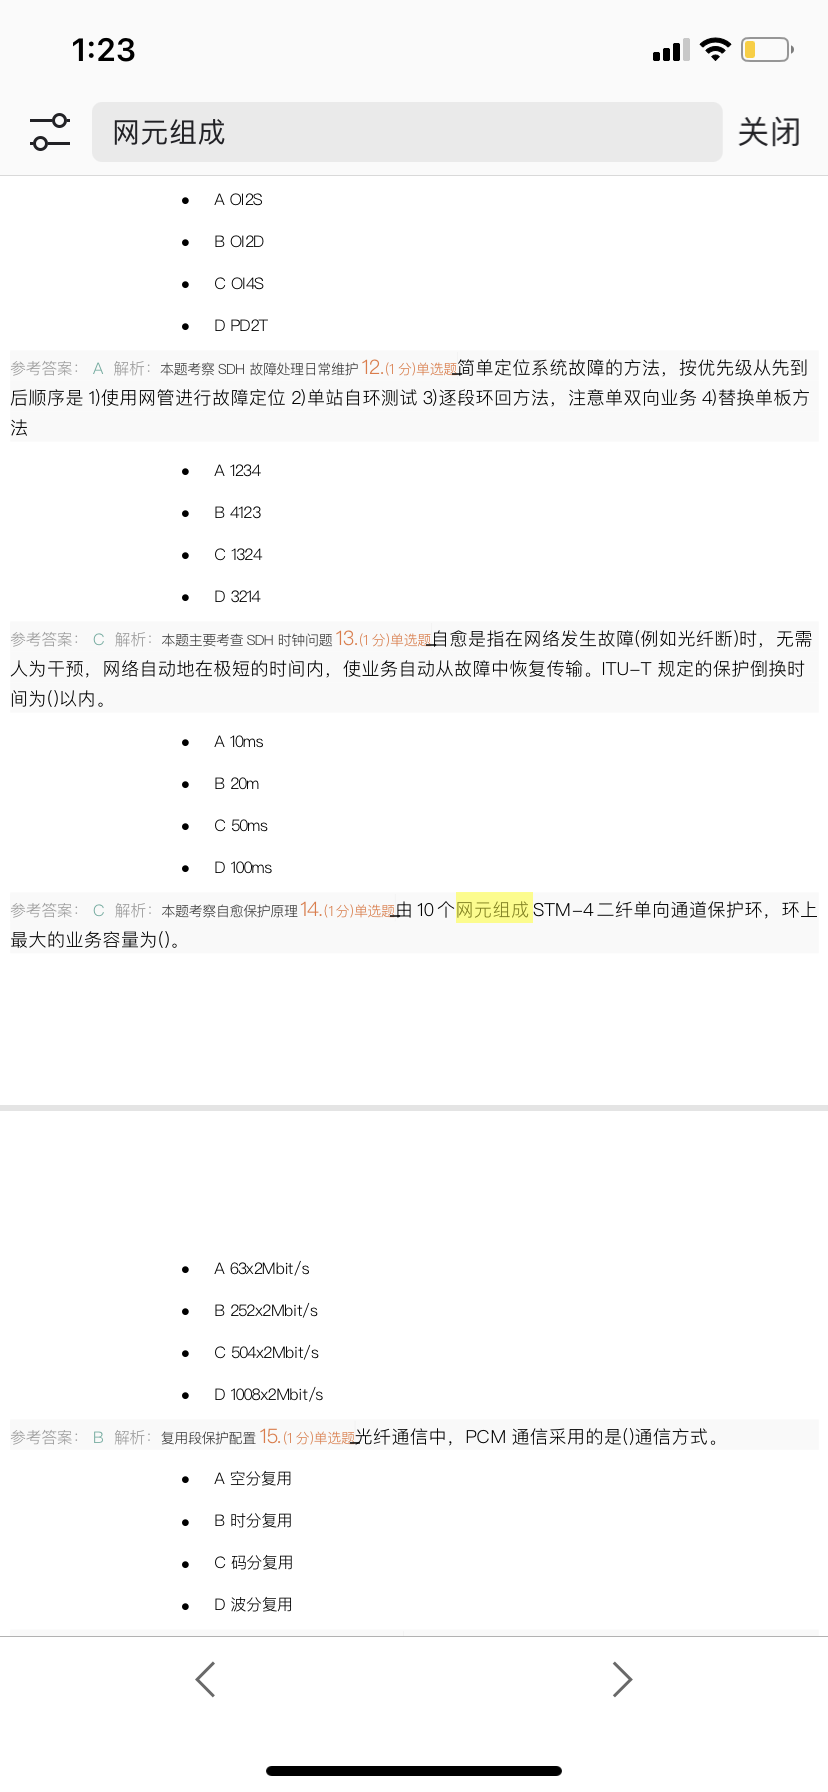 1:23
网元组成
关闭
A OI2S
B OI2D
C OI4S
D PD2T
参考答案： A 解析：本题考察 SDH 故障处理日常维护 12.(1 分)单选题 简单定位系统故障的方法，按优先级从先到
后顺序是 1)使用网管进行故障定位 2)单站自环测试 3)逐段环回方法，注意单双向业务 4)替换单板方
法
A 1234
B 4123
C 1324
D 3214
参考答案： C 解析：本题主要考查 SDH 时钟问题 13.(1 分)单选题 自愈是指在网络发生故障(例如光纤断)时，无需
人为干预，网络自动地在极短的时间内，使业务自动从故障中恢复传输。ITU-T 规定的保护倒换时
间为()以内。
A 10ms
B 20m
C 50ms
D 100ms
参考答案： C 解析：本题考察自愈保护原理 14.(1分)单选题 由 10 个网元组成 STM-4 二纤单向通道保护环，环上
最大的业务容量为()。
A 63x2Mbit/s
B 252x2Mbit/s
C 504x2Mbit/s
D 1008x2Mbit/s
参考答案： B 解析：复用段保护配置 15.(1 分)单选题 光纤通信中，PCM 通信采用的是()通信方式。
A 空分复用
B 时分复用
C 码分复用
D 波分复用